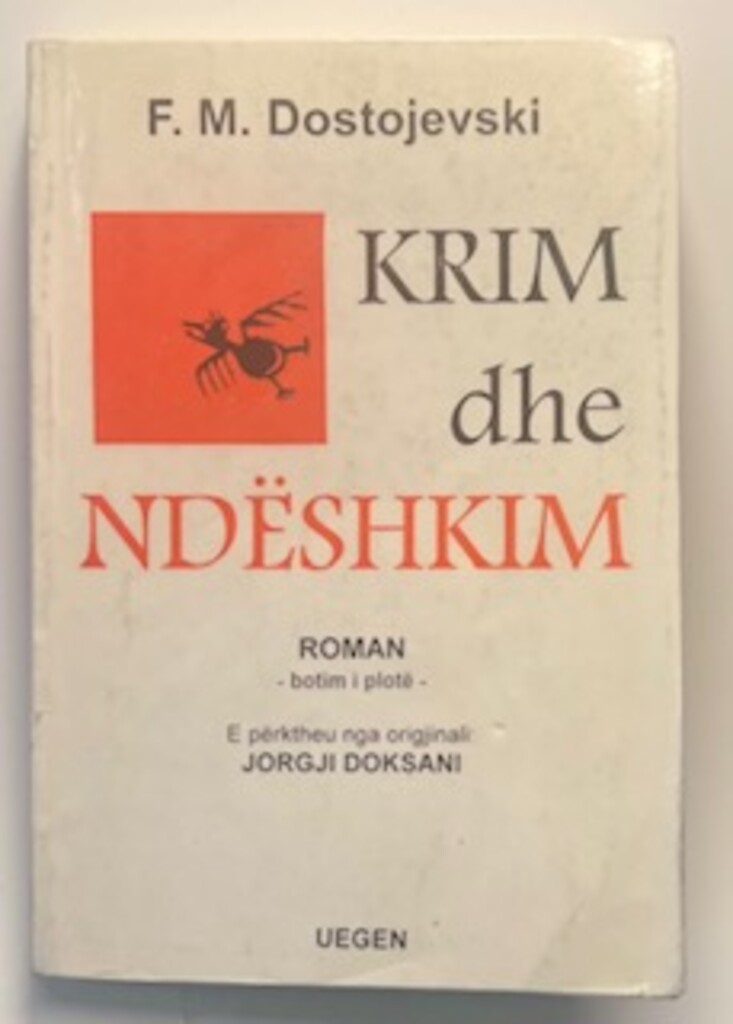 F. M. Dostojevski
KRIM
dhe
NDËSHKIM
ROMAN
- botim i plotë -
E përktheu nga origjinali:
JORGJI DOKSANI
UEGEN